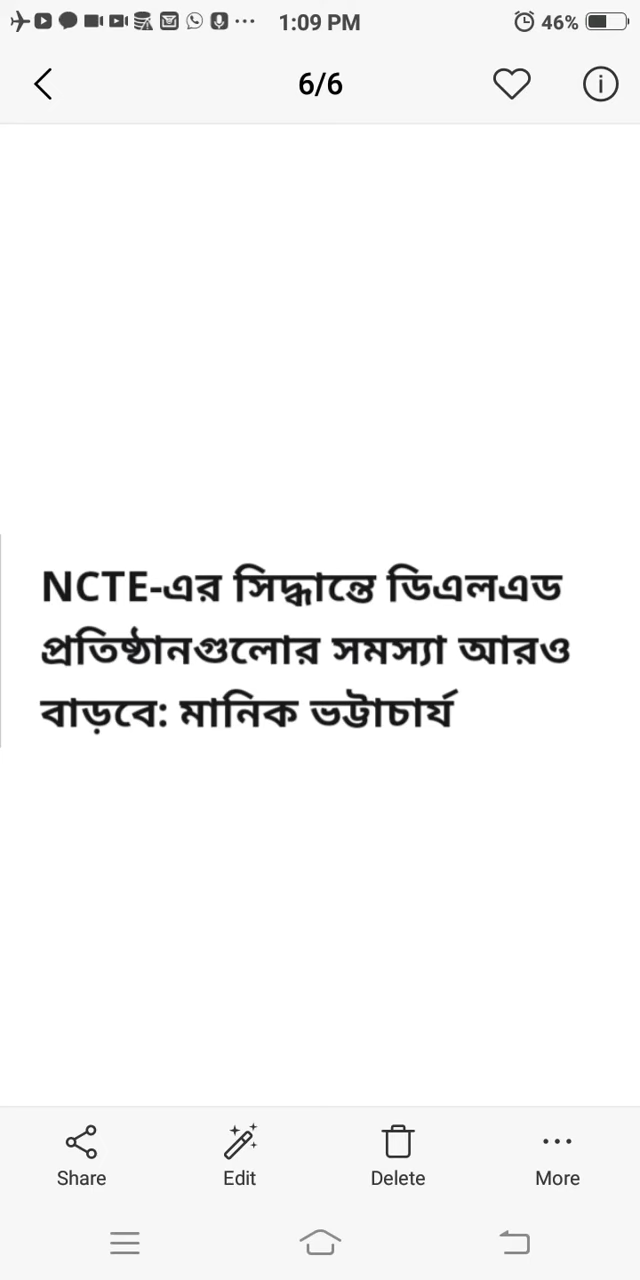 1:09 PM
46%
6/6
NCTE-এর সিদ্ধান্তে ডিএলএড
প্রতিষ্ঠানগুলোর সমস্যা আরও
বাড়বে: মানিক ভট্টাচার্য
Share Edit Delete More